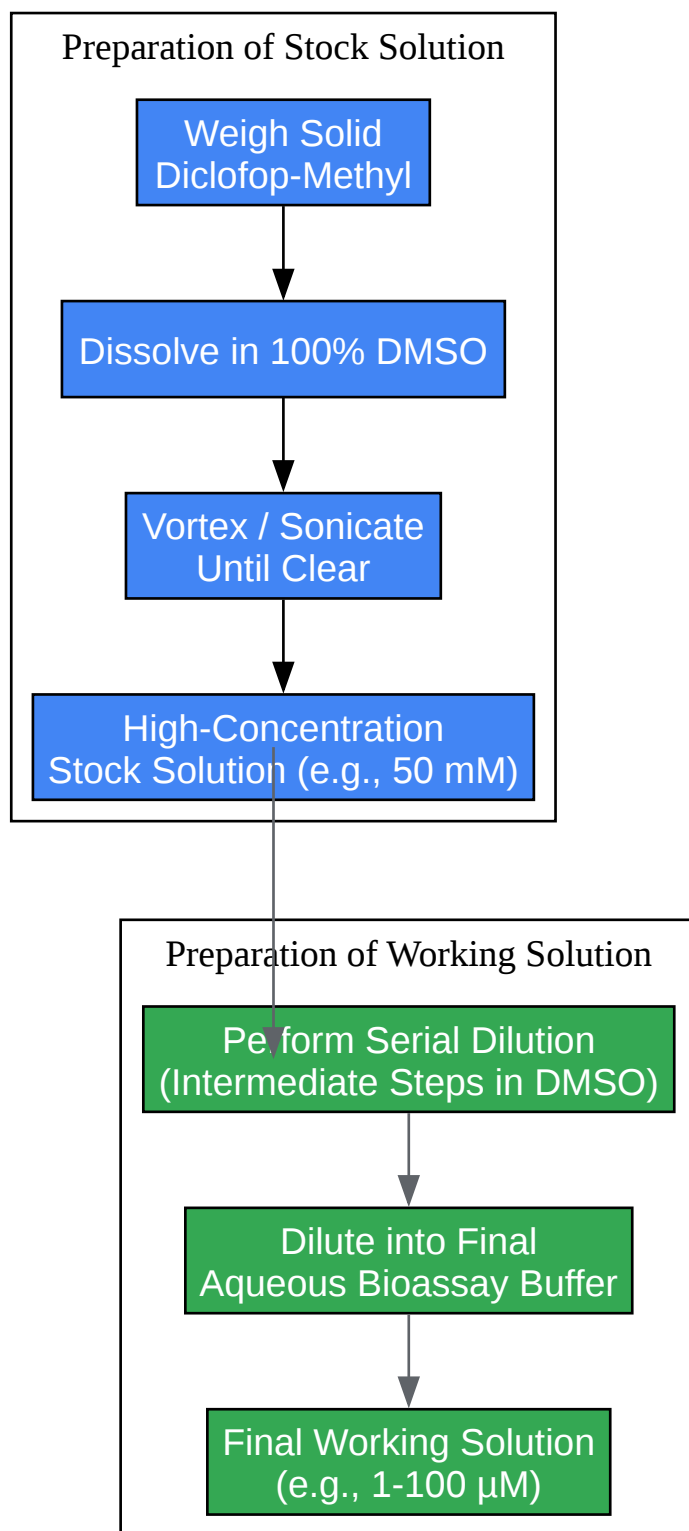 Preparation of Stock Solution
Weigh Solid
Diclofop-Methyl
Dissolve in 100% DMSO
Vortex / Sonicate
Until Clear
High-Concentration
Stock Solution (e.g., 50 mM)
Preparation of Working Solution
Perform Serial Dilution
(Intermediate Steps in DMSO)
Dilute into Final
Aqueous Bioassay Buffer
Final Working Solution
(e.g., 1-100 µM)